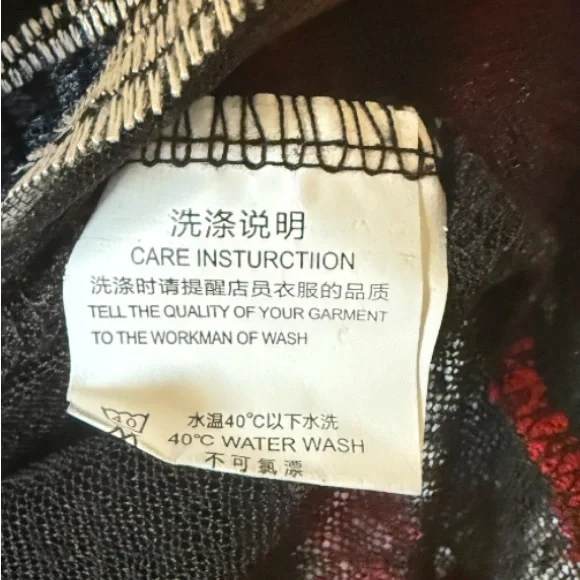 洗涤说明
CARE INSTURCTIION
洗涤时请提醒店员衣服的品质
TELL THE QUALITY OF YOUR GARMENT
TO THE WORKMAN OF WASH
40
水温40℃以下水洗
40℃ WATER WASH
不可氯漂